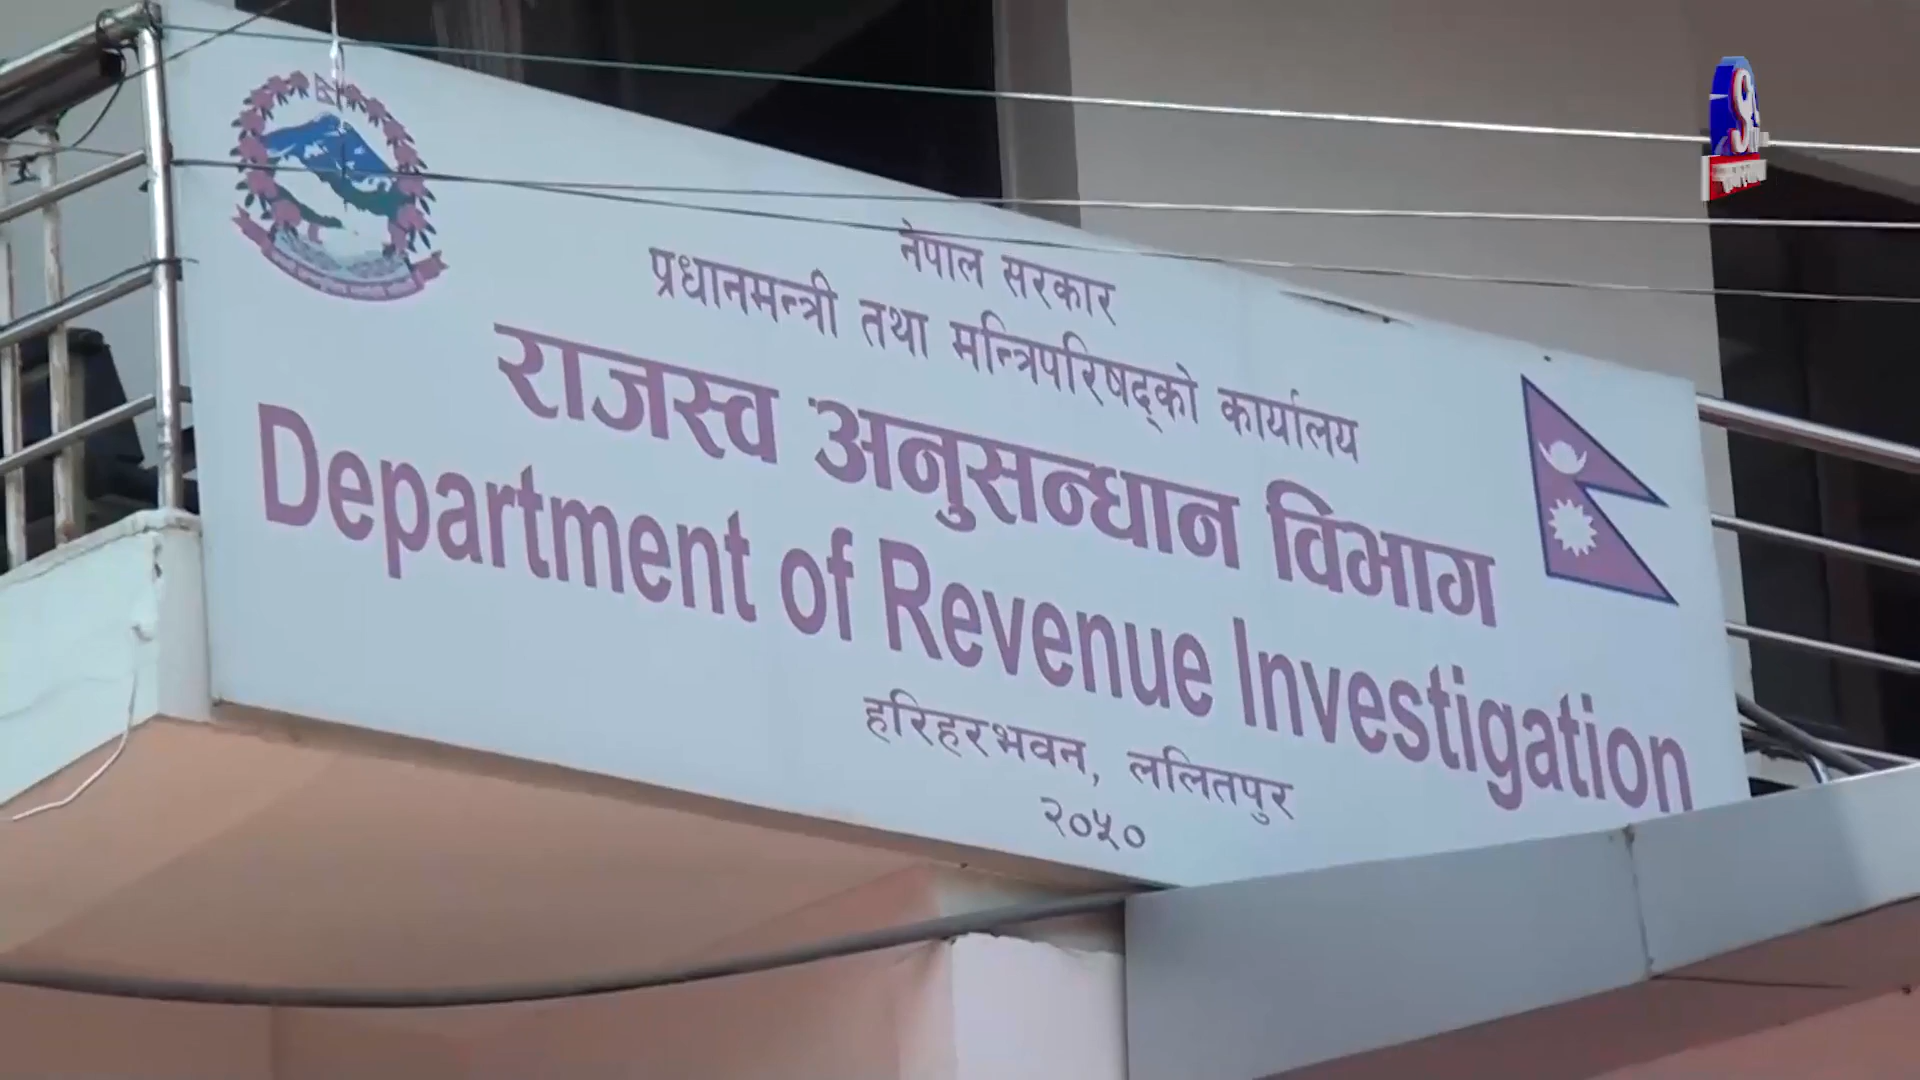 नेपाल सरकार
प्रधानमन्त्री तथा मन्त्रिपरिषद्को कार्यालय
राजस्व अनुसन्धान विभाग
Department of Revenue Investigation
हरिहरभवन, ललितपुर
२०५०